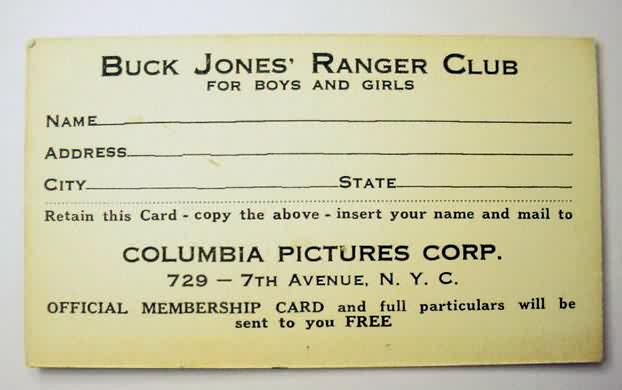 BUCK JONES' RANGER CLUB
FOR BOYS AND GIRLS
NAME
ADDRESS
CITY STATE
Retain this Card - copy the above - insert your name and mail to
COLUMBIA PICTURES CORP.
729 — 7TH AVENUE, N. Y. C.
OFFICIAL MEMBERSHIP CARD and full particulars will be
sent to you FREE